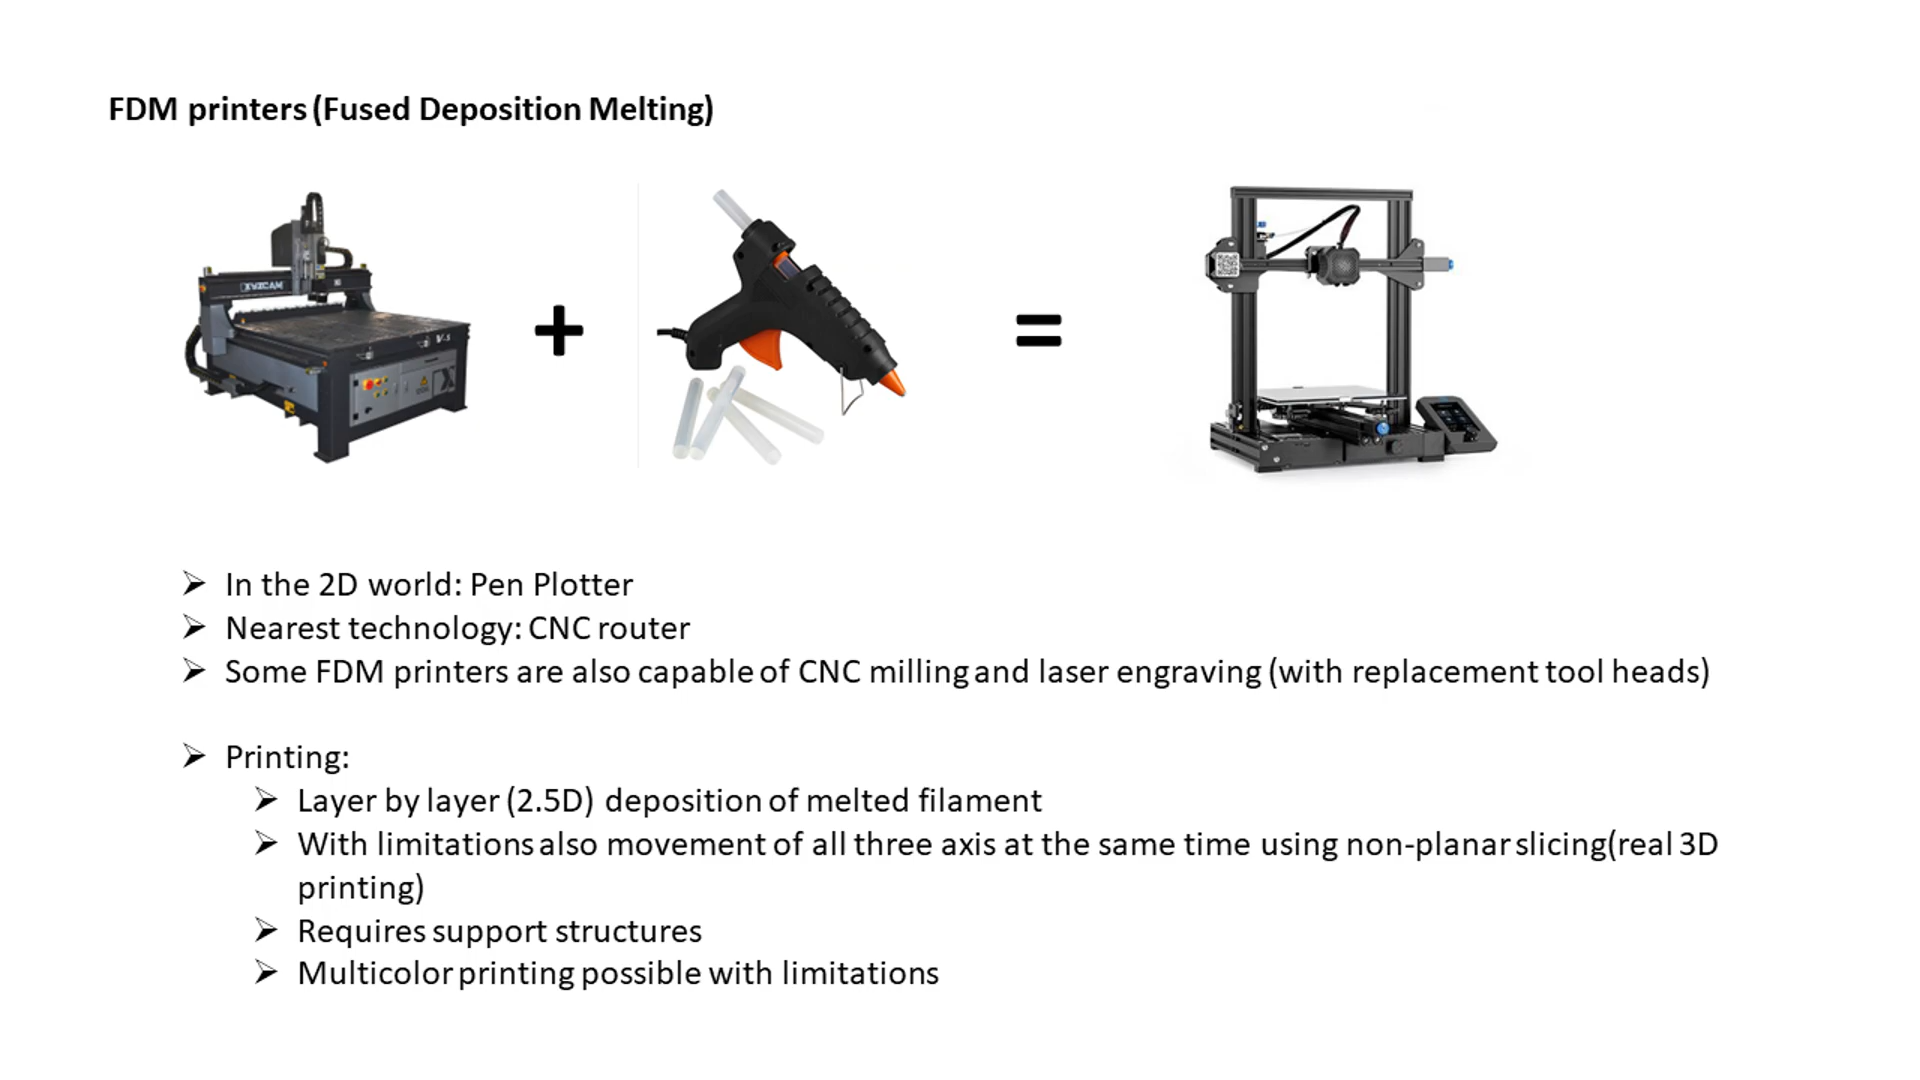 FDM printers (Fused Deposition Melting)
V-S
In the 2D world: Pen Plotter
Nearest technology: CNC router
Some FDM printers are also capable of CNC milling and laser engraving (with replacement tool heads)
Printing:
Layer by layer (2.5D) deposition of melted filament
With limitations also movement of all three axis at the same time using non-planar slicing(real 3D
printing)
Requires support structures
Multicolor printing possible with limitations